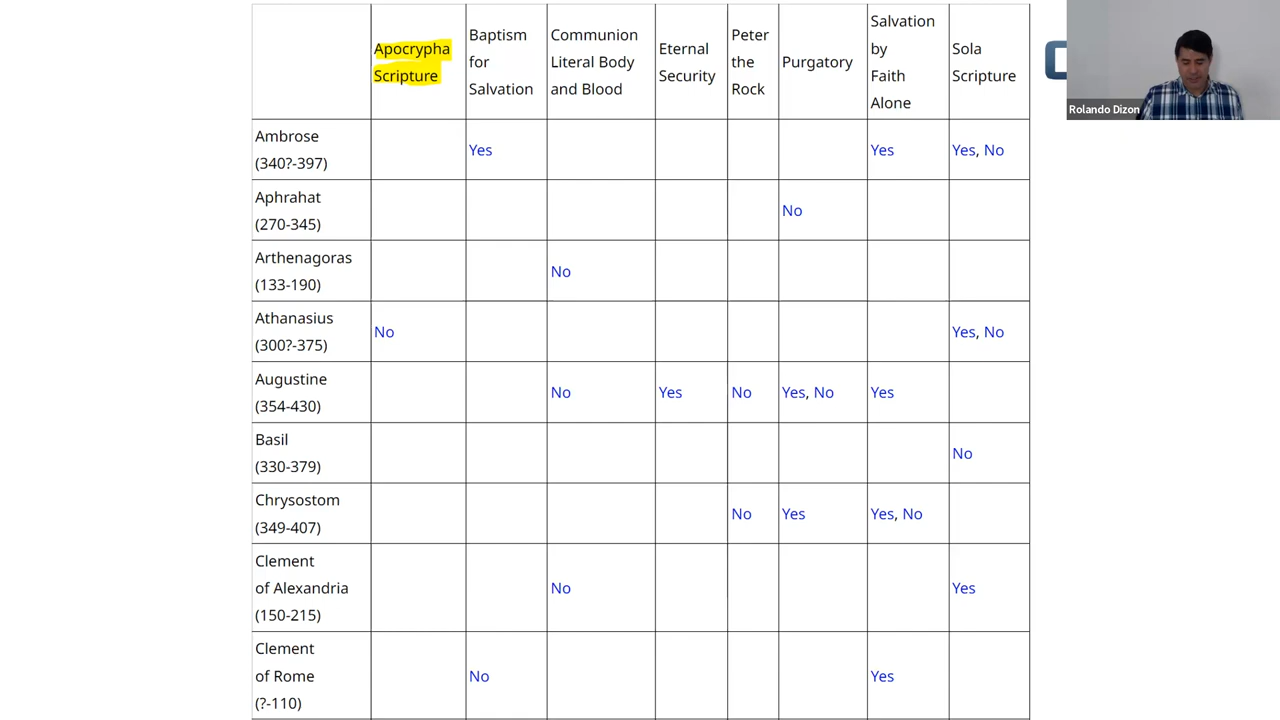 Apocrypha Scripture
Baptism for Salvation
Communion Literal Body and Blood
Eternal Security
Peter the Rock
Purgatory
Salvation by Faith Alone
Sola Scripture
Rolando Dizon
Ambrose (340?-397) Yes Yes Yes, No
Aphrahat (270-345) No
Arthenagoras (133-190) No
Athanasius (300?-375) No Yes, No
Augustine (354-430) No Yes No Yes, No Yes
Basil (330-379) No
Chrysostom (349-407) No Yes Yes, No
Clement of Alexandria (150-215) No Yes
Clement of Rome (?-110) No Yes